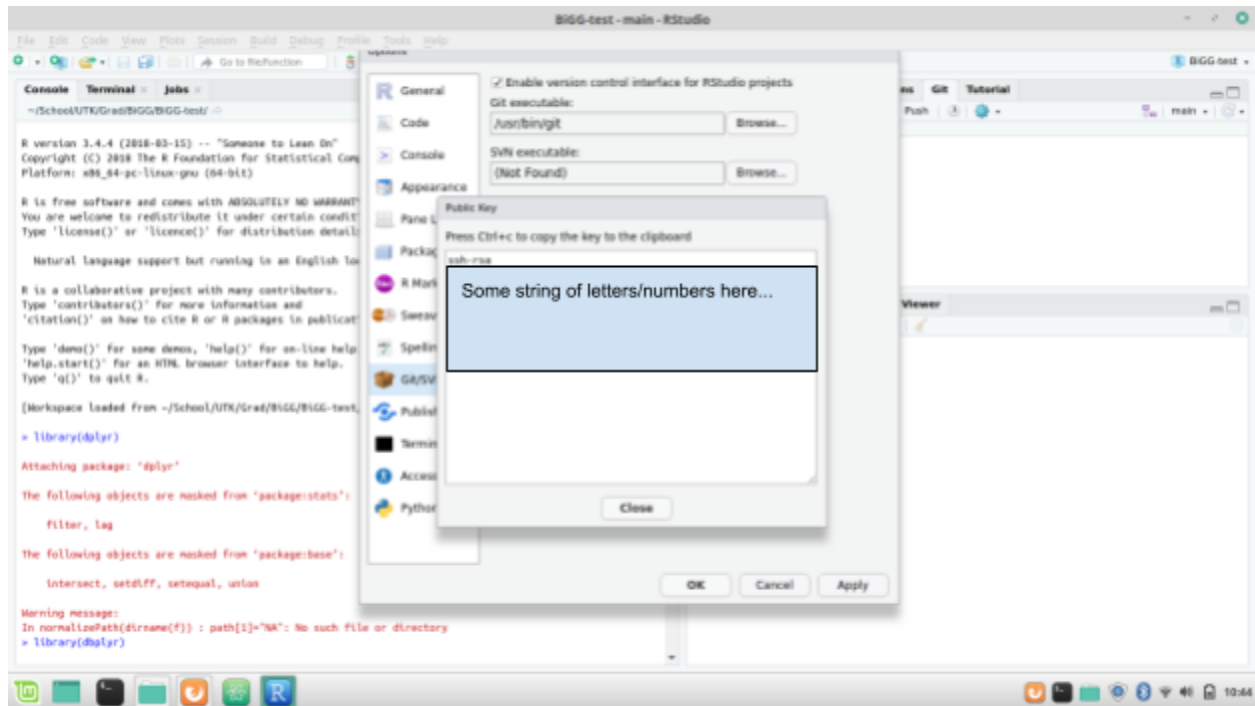 BiGG-test - main - RStudio
File Edit Code View Plots Session Build Debug Profile Tools Help
Go to file/function
BiGG-test
Console Terminal Jobs
~/School/UTK/Grad/BiGG/BiGG-test/
R version 3.4.4 (2018-03-15) -- "Someone to Lean On"
Copyright (C) 2018 The R Foundation for Statistical Com
Platform: x86_64-pc-linux-gnu (64-bit)
R is free software and comes with ABSOLUTELY NO WARRANT
You are welcome to redistribute it under certain condit
Type 'license()' or 'licence()' for distribution detail
Natural language support but running in an English lo
R is a collaborative project with many contributors.
Type 'contributors()' for more information and
'citation()' on how to cite R or R packages in publicat
Type 'demo()' for some demos, 'help()' for on-line help
'help.start()' for an HTML browser interface to help.
Type 'q()' to quit R.
[Workspace loaded from ~/School/UTK/Grad/BiGG/BiGG-test,
> library(dplyr)
Attaching package: 'dplyr'
The following objects are masked from 'package:stats':
filter, lag
The following objects are masked from 'package:base':
intersect, setdiff, setequal, union
Warning message:
In normalizePath(dirname(f)) : path[1]="NA": No such file or directory
> library(dbplyr)
Options
General
Code
Console
Appearance
Pane L
Packag
R Mar
Sweav
Spellin
Git/SV
Publis
Termin
Access
Python
Enable version control interface for RStudio projects
Git executable:
/usr/bin/git Browse...
SVN executable:
(Not Found) Browse...
Public Key
Press Ctrl+c to copy the key to the clipboard
ssh-rsa
Some string of letters/numbers here...
Close
OK Cancel Apply
ns Git Tutorial
Push main
Viewer
10:44